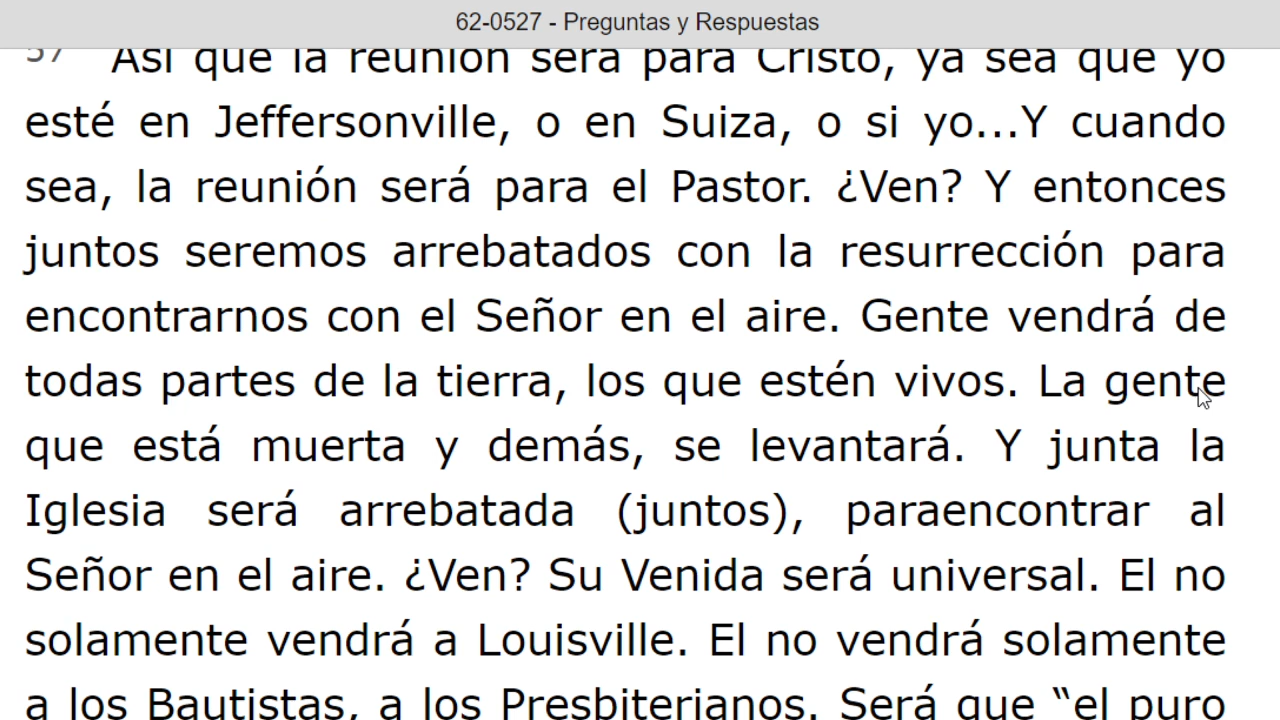 62-0527 - Preguntas y Respuestas
57 Así que la reunión será para Cristo, ya sea que yo
esté en Jeffersonville, o en Suiza, o si yo...Y cuando
sea, la reunión será para el Pastor. ¿Ven? Y entonces
juntos seremos arrebatados con la resurrección para
encontrarnos con el Señor en el aire. Gente vendrá de
todas partes de la tierra, los que estén vivos. La gente
que está muerta y demás, se levantará. Y junta la
Iglesia será arrebatada (juntos), paraencontrar al
Señor en el aire. ¿Ven? Su Venida será universal. El no
solamente vendrá a Louisville. El no vendrá solamente
a los Bautistas, a los Presbiterianos. Será que “el puro